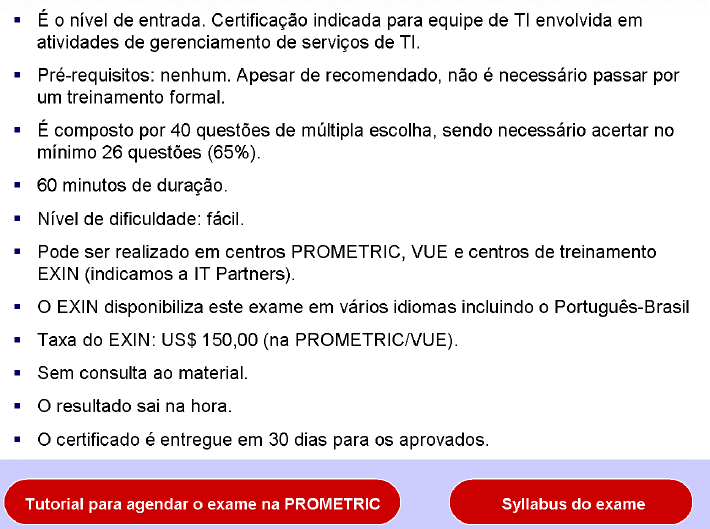 ▪ É o nível de entrada. Certificação indicada para equipe de TI envolvida em
atividades de gerenciamento de serviços de TI.
▪ Pré-requisitos: nenhum. Apesar de recomendado, não é necessário passar por
um treinamento formal.
▪ É composto por 40 questões de múltipla escolha, sendo necessário acertar no
mínimo 26 questões (65%).
▪ 60 minutos de duração.
▪ Nível de dificuldade: fácil.
▪ Pode ser realizado em centros PROMETRIC, VUE e centros de treinamento
EXIN (indicamos a IT Partners).
▪ O EXIN disponibiliza este exame em vários idiomas incluindo o Português-Brasil
▪ Taxa do EXIN: US$ 150,00 (na PROMETRIC/VUE).
▪ Sem consulta ao material.
▪ O resultado sai na hora.
▪ O certificado é entregue em 30 dias para os aprovados.
Tutorial para agendar o exame na PROMETRIC
Syllabus do exame